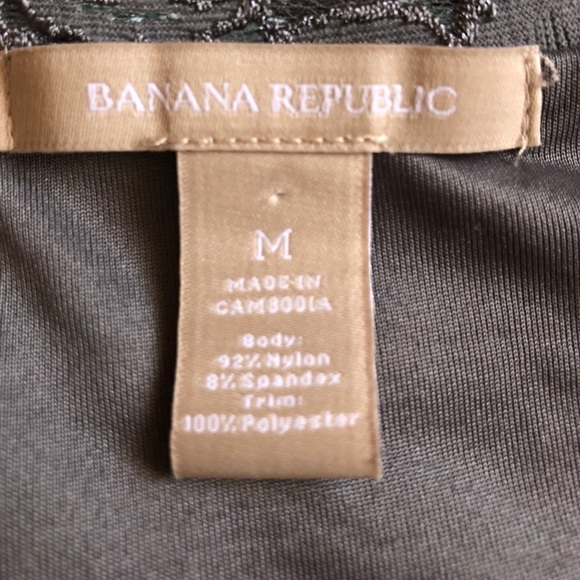 BANANA REPUBLIC
M
MADE IN
CAMBODIA
Body:
92% Nylon
8% Spandex
Trim:
100% Polyester